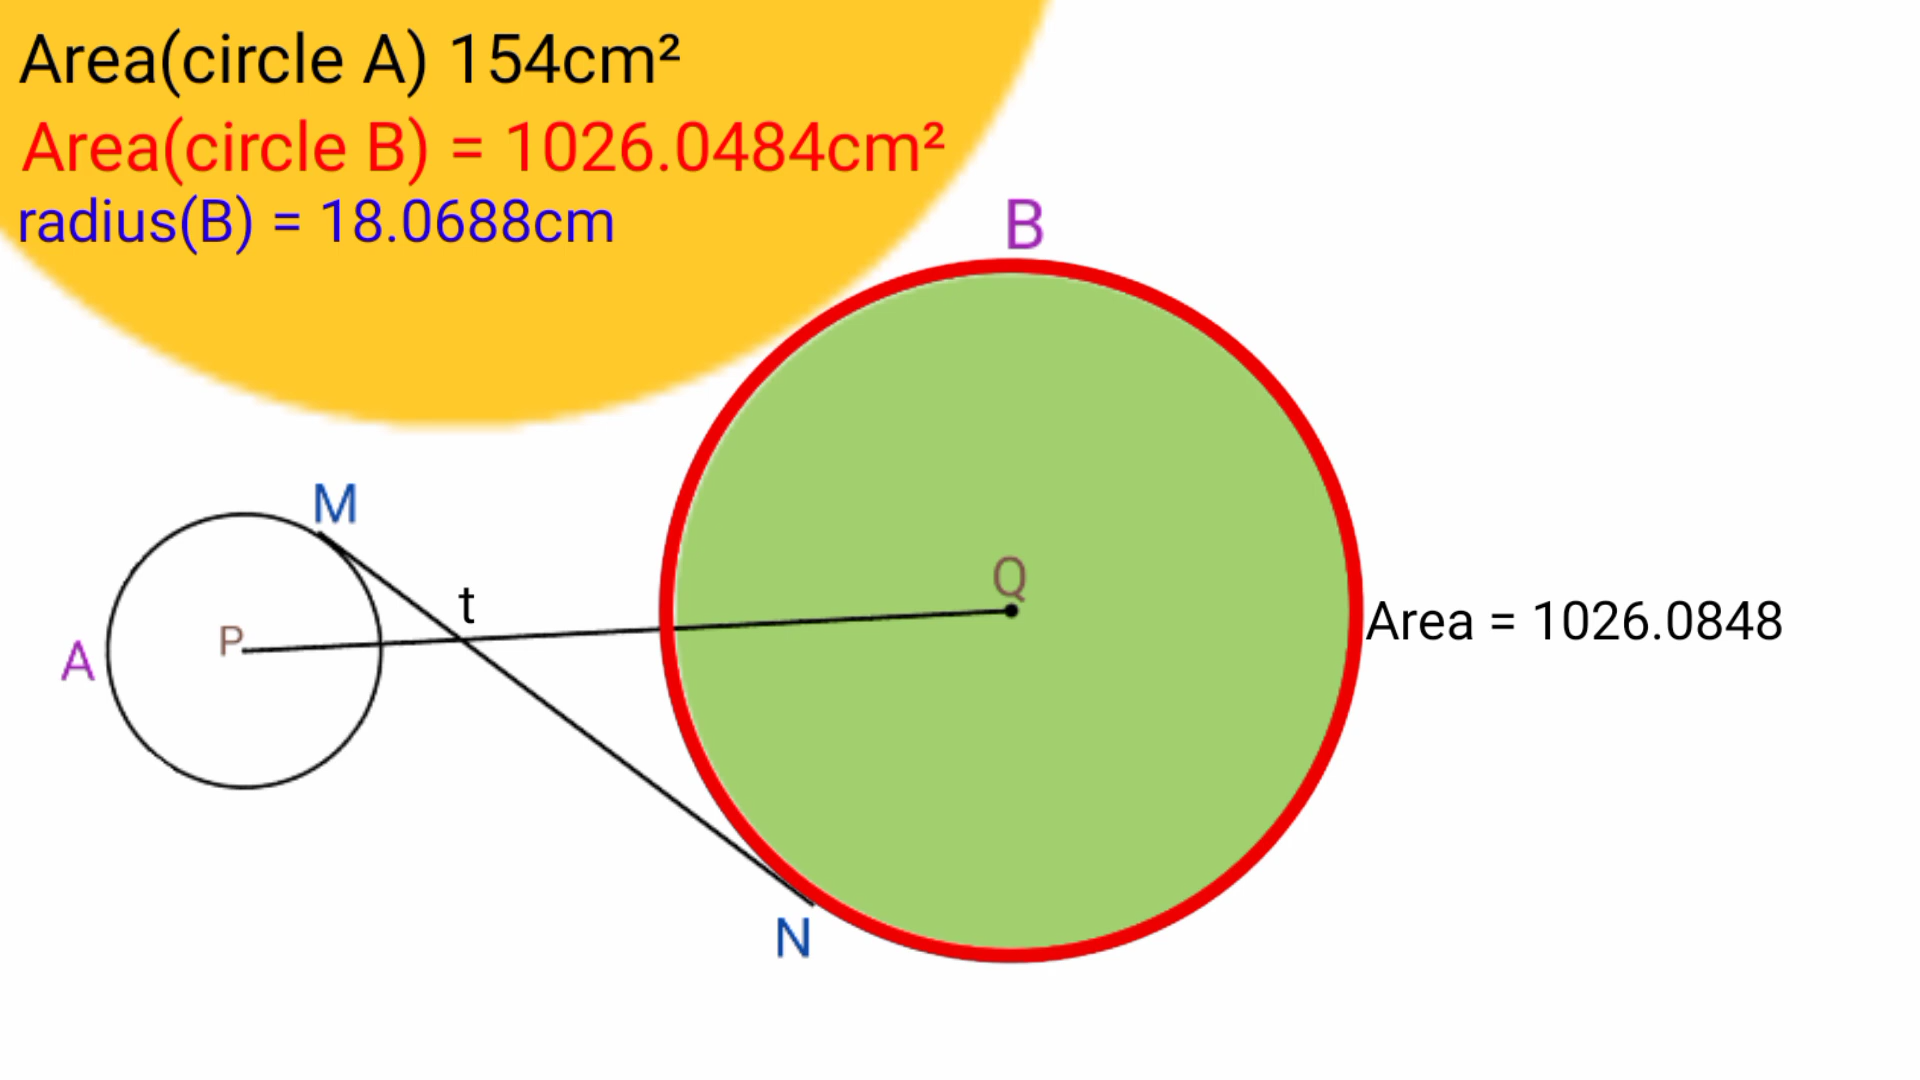 Area(circle A) 154cm²
Area(circle B) = 1026.0484cm²
radius(B) = 18.0688cm
B
M
t
Q
P
A
Area = 1026.0848
N